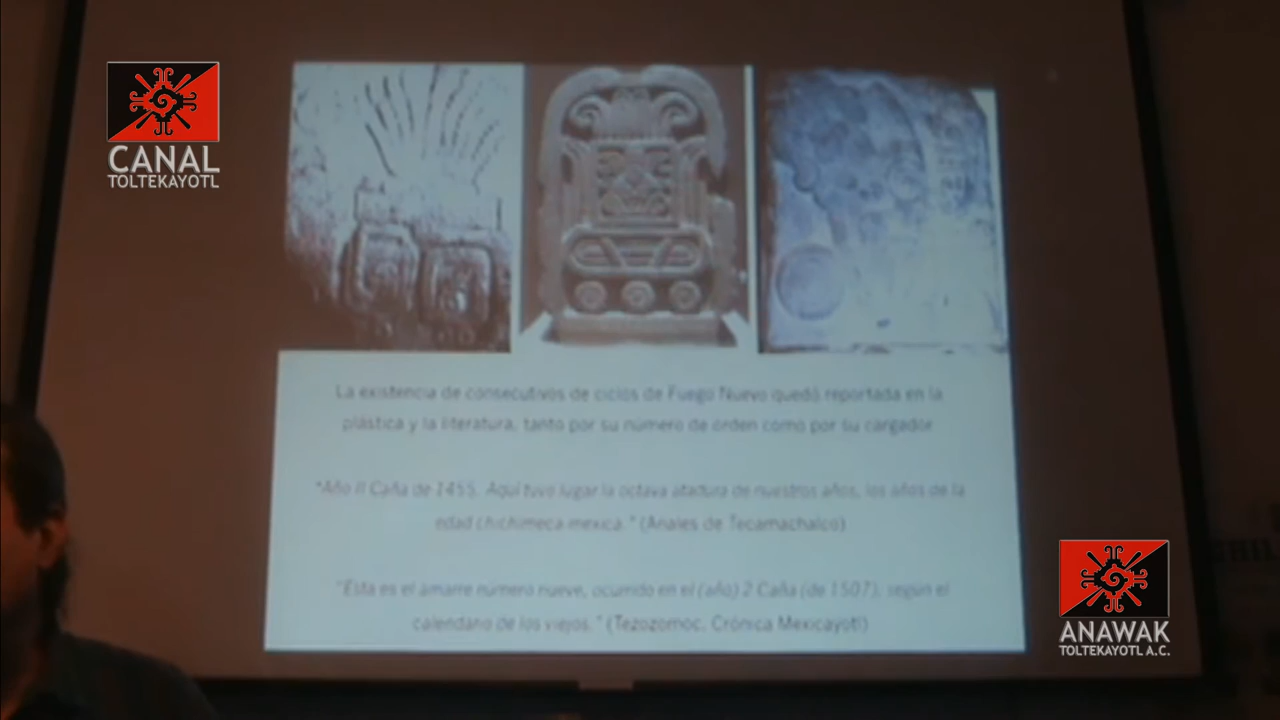 CANAL
TOLTEKAYOTL
La existencia de consecutivos de ciclos de Fuego Nuevo quedó reportada en la
plástica y la literatura, tanto por su número de orden como por su cargador
"Año II Caña de 1455. Aquí tuvo lugar la octava atadura de nuestros años, los años de la
edad chichimeca mexica." (Anales de Tecamachalco)
"Esta es el amarre número nueve, ocurrido en el (año) 2 Caña (de 1507), según el
calendario de los viejos." (Tezozomoc, Crónica Mexicayotl)
ANAWAK
TOLTEKAYOTL A.C.